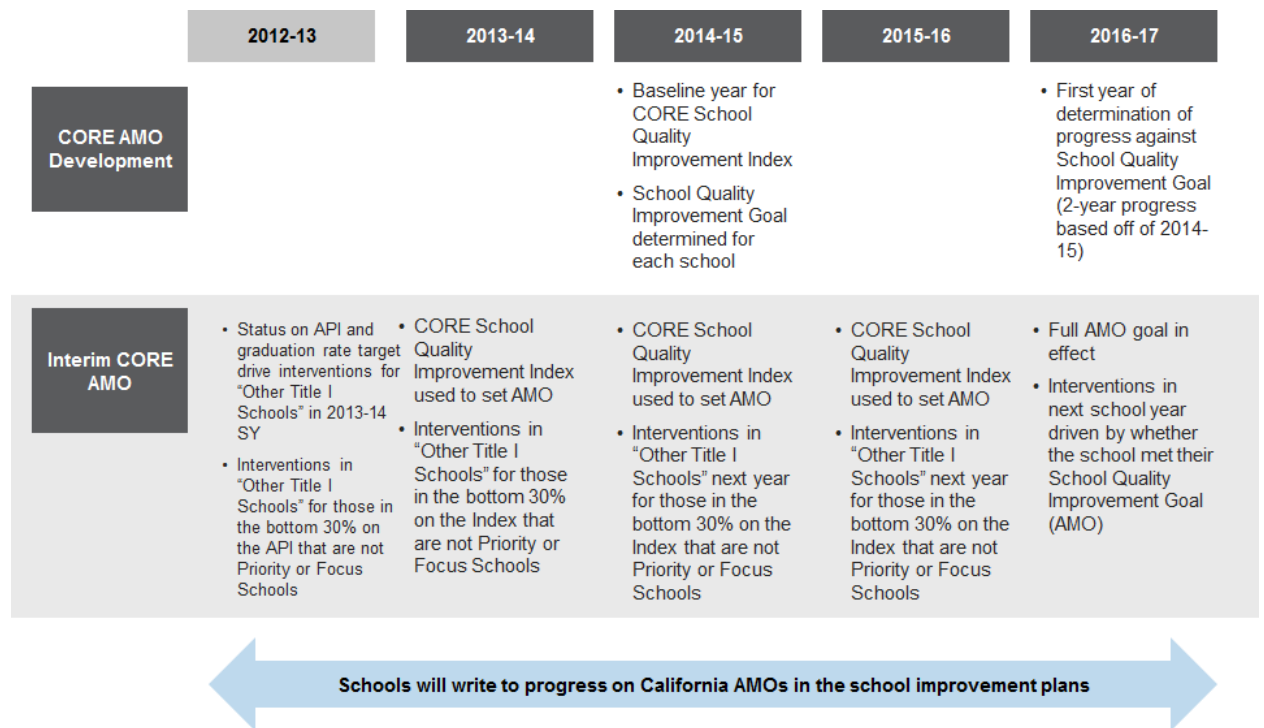 2012-13
2013-14
2014-15
2015-16
2016-17
CORE AMO
Development
• Baseline year for
CORE School
Quality
Improvement Index
• School Quality
Improvement Goal
determined for
each school
• First year of
determination of
progress against
School Quality
Improvement Goal
(2-year progress
based off of 2014-
15)
Interim CORE
AMO
• Status on API and
graduation rate target
drive interventions for
“Other Title I
Schools” in 2013-14
SY
• Interventions in
“Other Title I
Schools” for those in
the bottom 30% on
the API that are not
Priority or Focus
Schools
• CORE School
Quality
Improvement Index
used to set AMO
• Interventions in
“Other Title I
Schools” for those
in the bottom 30%
on the Index that
are not Priority or
Focus Schools
• CORE School
Quality
Improvement Index
used to set AMO
• Interventions in
“Other Title I
Schools” next year
for those in the
bottom 30% on the
Index that are not
Priority or Focus
Schools
• CORE School
Quality
Improvement Index
used to set AMO
• Interventions in
“Other Title I
Schools” next year
for those in the
bottom 30% on the
Index that are not
Priority or Focus
Schools
• Full AMO goal in
effect
• Interventions in
next school year
driven by whether
the school met their
School Quality
Improvement Goal
(AMO)
Schools will write to progress on California AMOs in the school improvement plans